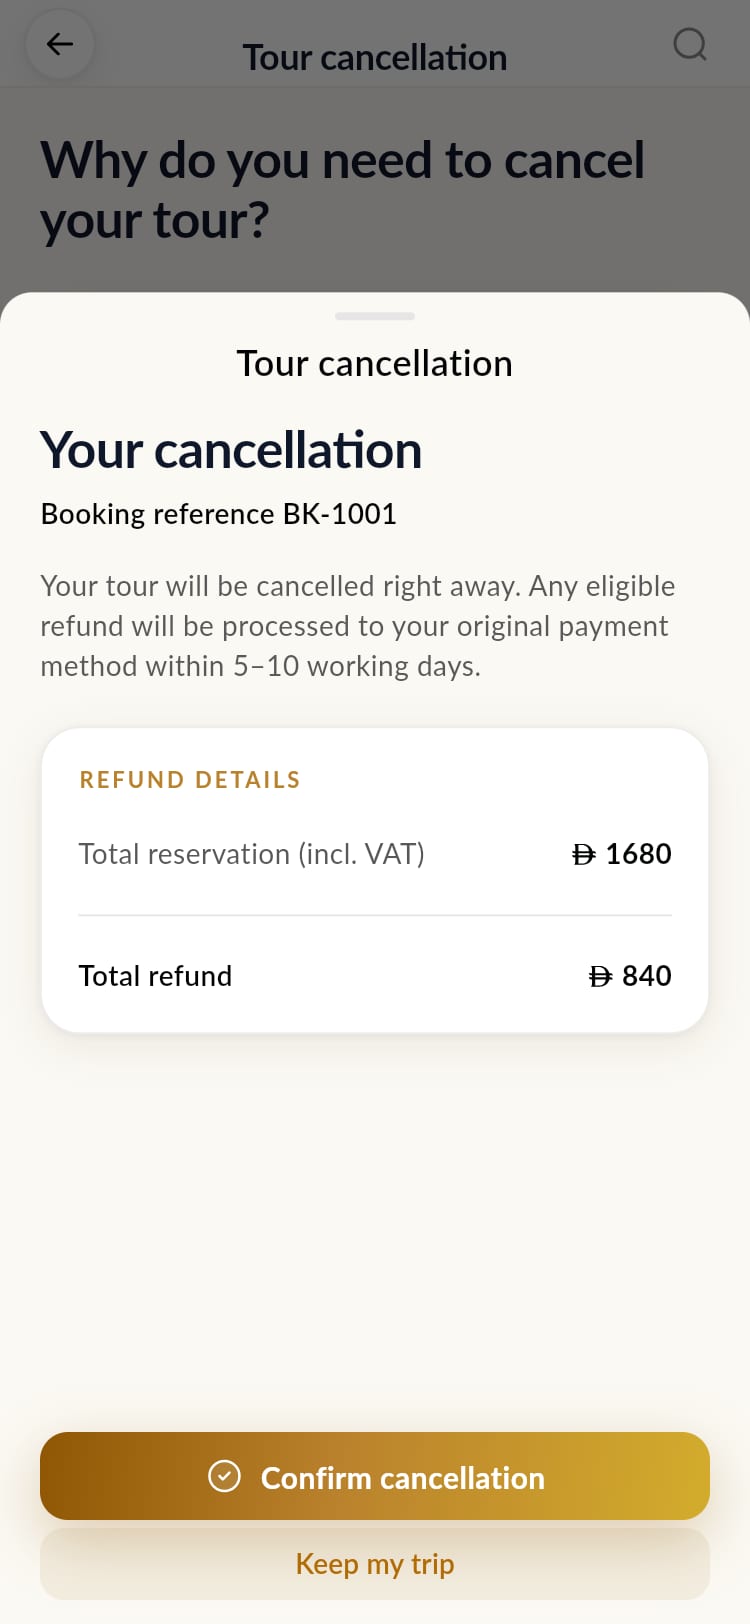 Tour cancellation
Why do you need to cancel
your tour?
Tour cancellation
Your cancellation
Booking reference BK-1001
Your tour will be cancelled right away. Any eligible
refund will be processed to your original payment
method within 5–10 working days.
REFUND DETAILS
Total reservation (incl. VAT) 1680
Total refund 840
Confirm cancellation
Keep my trip